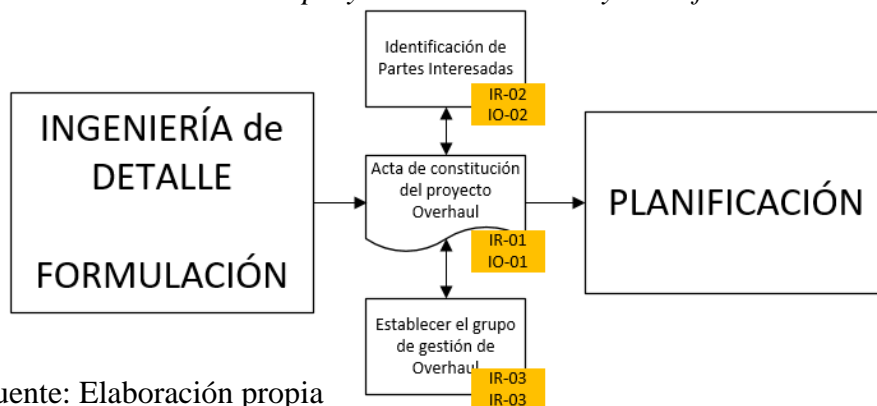 Identificación de
Partes Interesadas
IR-02
IO-02
INGENIERÍA de
DETALLE
FORMULACIÓN
Acta de constitución
del proyecto
Overhaul
IR-01
IO-01
PLANIFICACIÓN
Establecer el grupo
de gestión de
Overhaul
IR-03
IR-03
uente: Elaboración propia